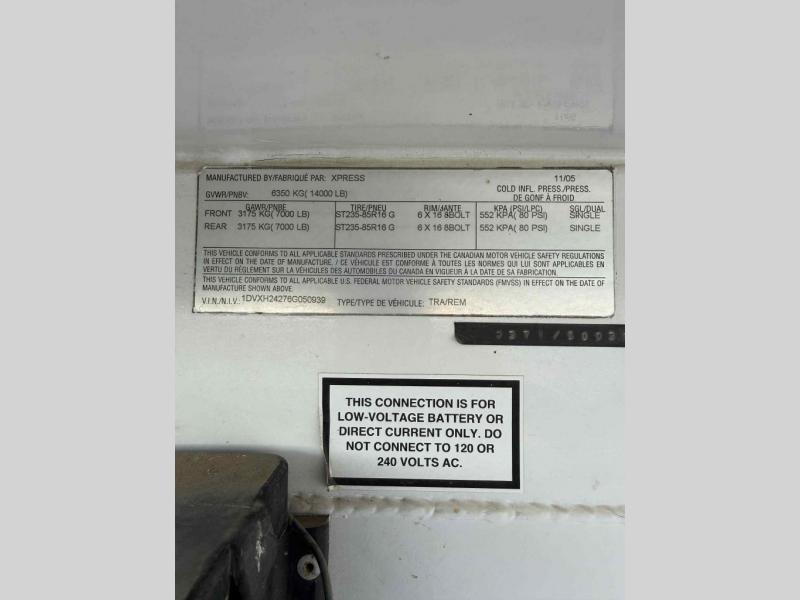 MANUFACTURED BY/FABRIQUÉ PAR: XPRESS 11/05
GVWR/PNBV: 6350 KG( 14000 LB) COLD INFL. PRESS./PRESS.
DE GONF À FROID
GAWR/PNBE TIRE/PNEU RIM/JANTE KPA (PSI/LPC) SGL/DUAL
FRONT 3175 KG( 7000 LB) ST235-85R16 G 6 X 16 8BOLT 552 KPA( 80 PSI) SINGLE
REAR 3175 KG( 7000 LB) ST235-85R16 G 6 X 16 8BOLT 552 KPA( 80 PSI) SINGLE
THIS VEHICLE CONFORMS TO ALL APPLICABLE STANDARDS PRESCRIBED UNDER THE CANADIAN MOTOR VEHICLE SAFETY REGULATIONS
IN EFFECT ON THE DATE OF MANUFACTURE. / CE VÉHICULE EST CONFORME À TOUTES LES NORMES QUI LUI SONT APPLICABLES EN
VERTU DU RÈGLEMENT SUR LA SÉCURITÉ DES VÉHICULES AUTOMOBILES DU CANADA EN VIGUEUR À LA DATE DE SA FABRICATION.
THIS VEHICLE CONFORMS TO ALL APPLICABLE U.S. FEDERAL MOTOR VEHICLE SAFETY STANDARDS (FMVSS) IN EFFECT ON THE DATE OF
MANUFACTURE SHOWN ABOVE.
V.I.N./N.I.V.: 1DVXH24276G050939 TYPE/TYPE DE VÉHICULE: TRA/REM
THIS CONNECTION IS FOR
LOW-VOLTAGE BATTERY OR
DIRECT CURRENT ONLY. DO
NOT CONNECT TO 120 OR
240 VOLTS AC.